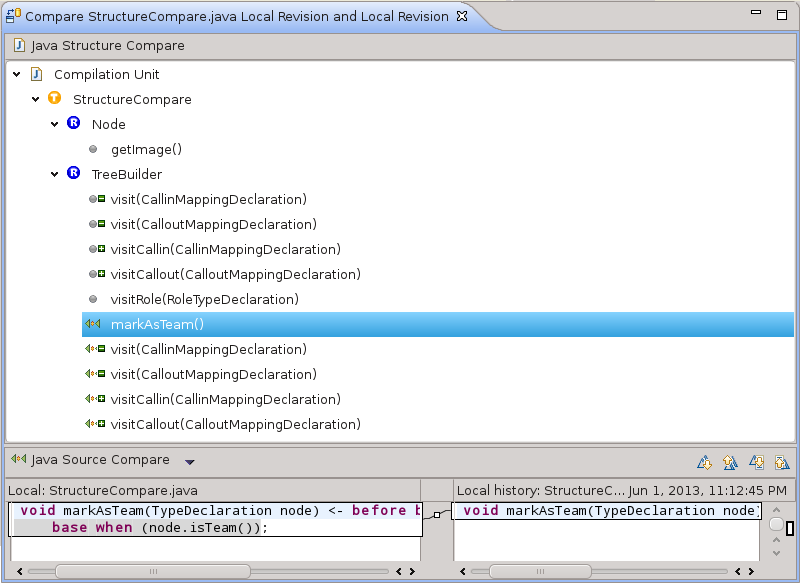 Compare StructureCompare.java Local Revision and Local Revision
Java Structure Compare
Compilation Unit
StructureCompare
Node
getImage()
TreeBuilder
visit(CallinMappingDeclaration)
visit(CalloutMappingDeclaration)
visitCallin(CallinMappingDeclaration)
visitCallout(CalloutMappingDeclaration)
visitRole(RoleTypeDeclaration)
markAsTeam()
visit(CallinMappingDeclaration)
visit(CalloutMappingDeclaration)
visitCallin(CallinMappingDeclaration)
visitCallout(CalloutMappingDeclaration)
Java Source Compare
Local: StructureCompare.java
Local history: StructureC... Jun 1, 2013, 11:12:45 PM
void markAsTeam(TypeDeclaration node) <- before
base when (node.isTeam());
void markAsTeam(TypeDeclaration node)